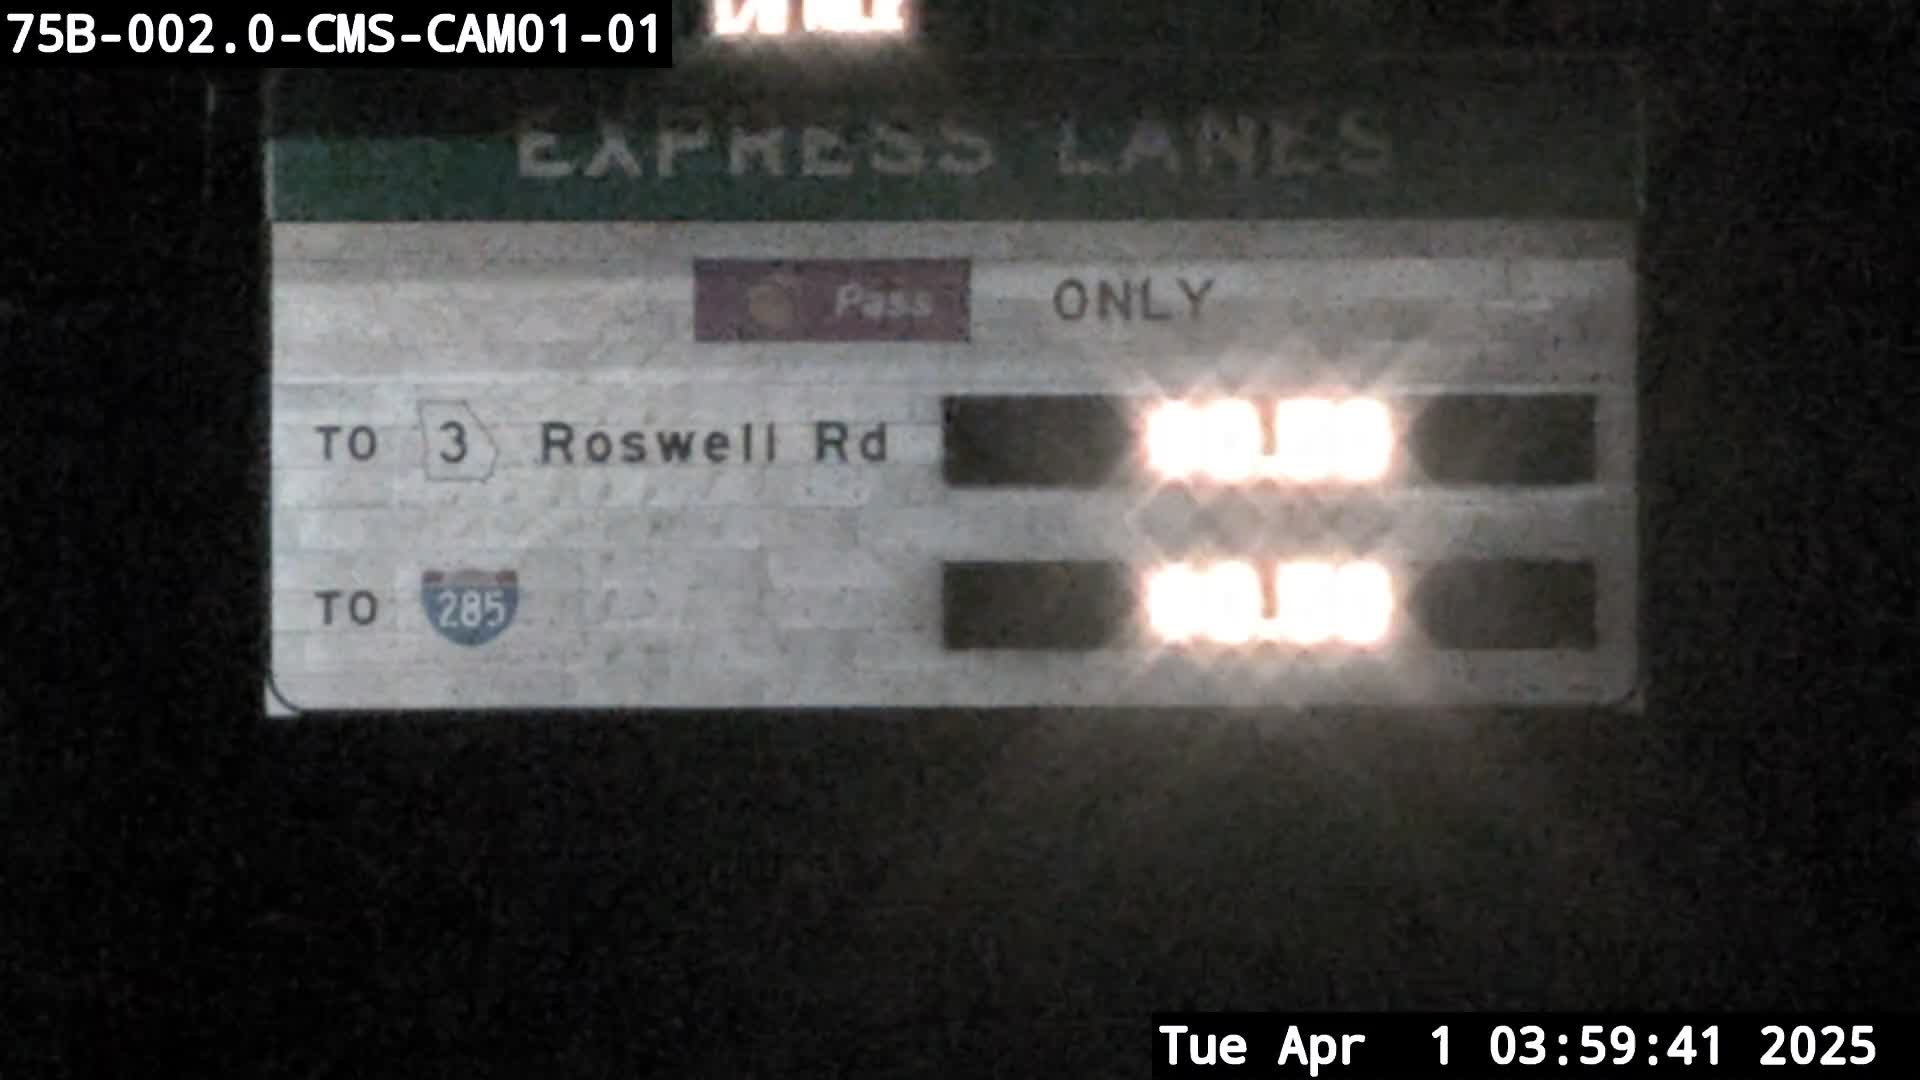 75B-002.0-CMS-CAM01-01
EXPRESS LANES
Pass ONLY
TO 3 Roswell Rd
TO 285
Tue Apr 1 03:59:41 2025